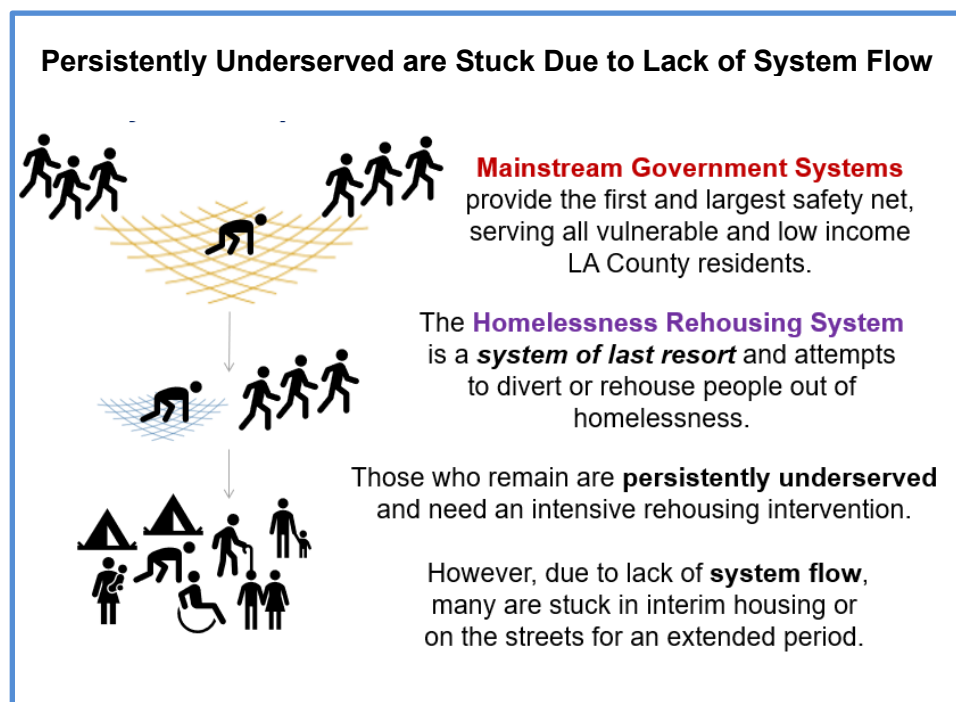 Persistently Underserved are Stuck Due to Lack of System Flow
Mainstream Government Systems
provide the first and largest safety net,
serving all vulnerable and low income
LA County residents.
The Homelessness Rehousing System
is a system of last resort and attempts
to divert or rehouse people out of
homelessness.
Those who remain are persistently underserved
and need an intensive rehousing intervention.
However, due to lack of system flow,
many are stuck in interim housing or
on the streets for an extended period.